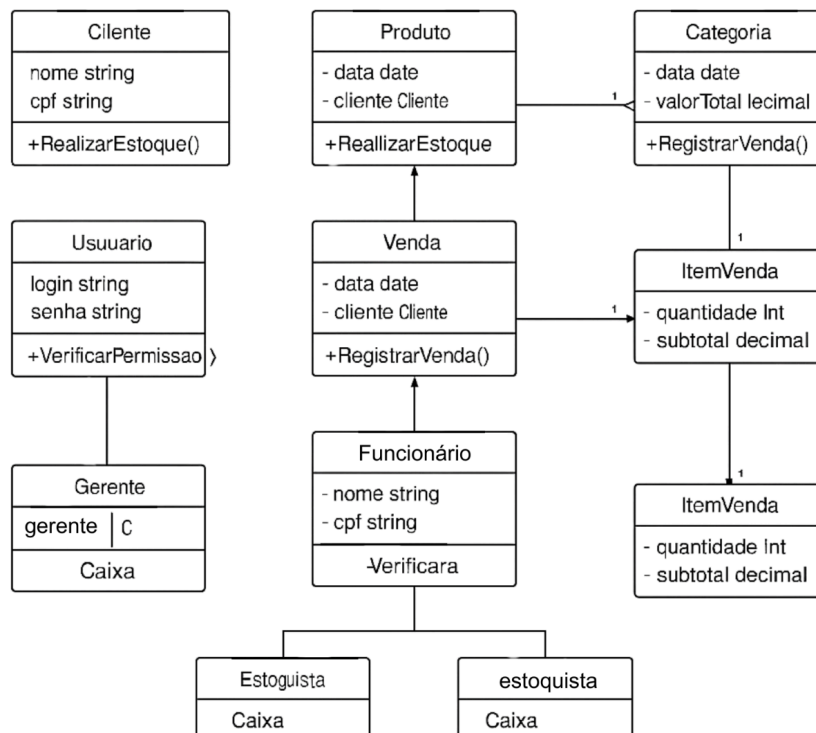 Cilente
nome string
cpf string
+RealizarEstoque()
Produto
- data date
- cliente Cliente
+ReallizarEstoque
1
Categoria
- data date
- valorTotal lecimal
+RegistrarVenda()
1
Usuuario
login string
senha string
+VerificarPermissao )
Venda
- data date
- cliente Cliente
+RegistrarVenda()
1
ItemVenda
- quantidade Int
- subtotal decimal
1
Gerente
gerente | C
Caixa
Funcionário
- nome string
- cpf string
-Verificara
ItemVenda
- quantidade Int
- subtotal decimal
Estoguista
Caixa
estoquista
Caixa